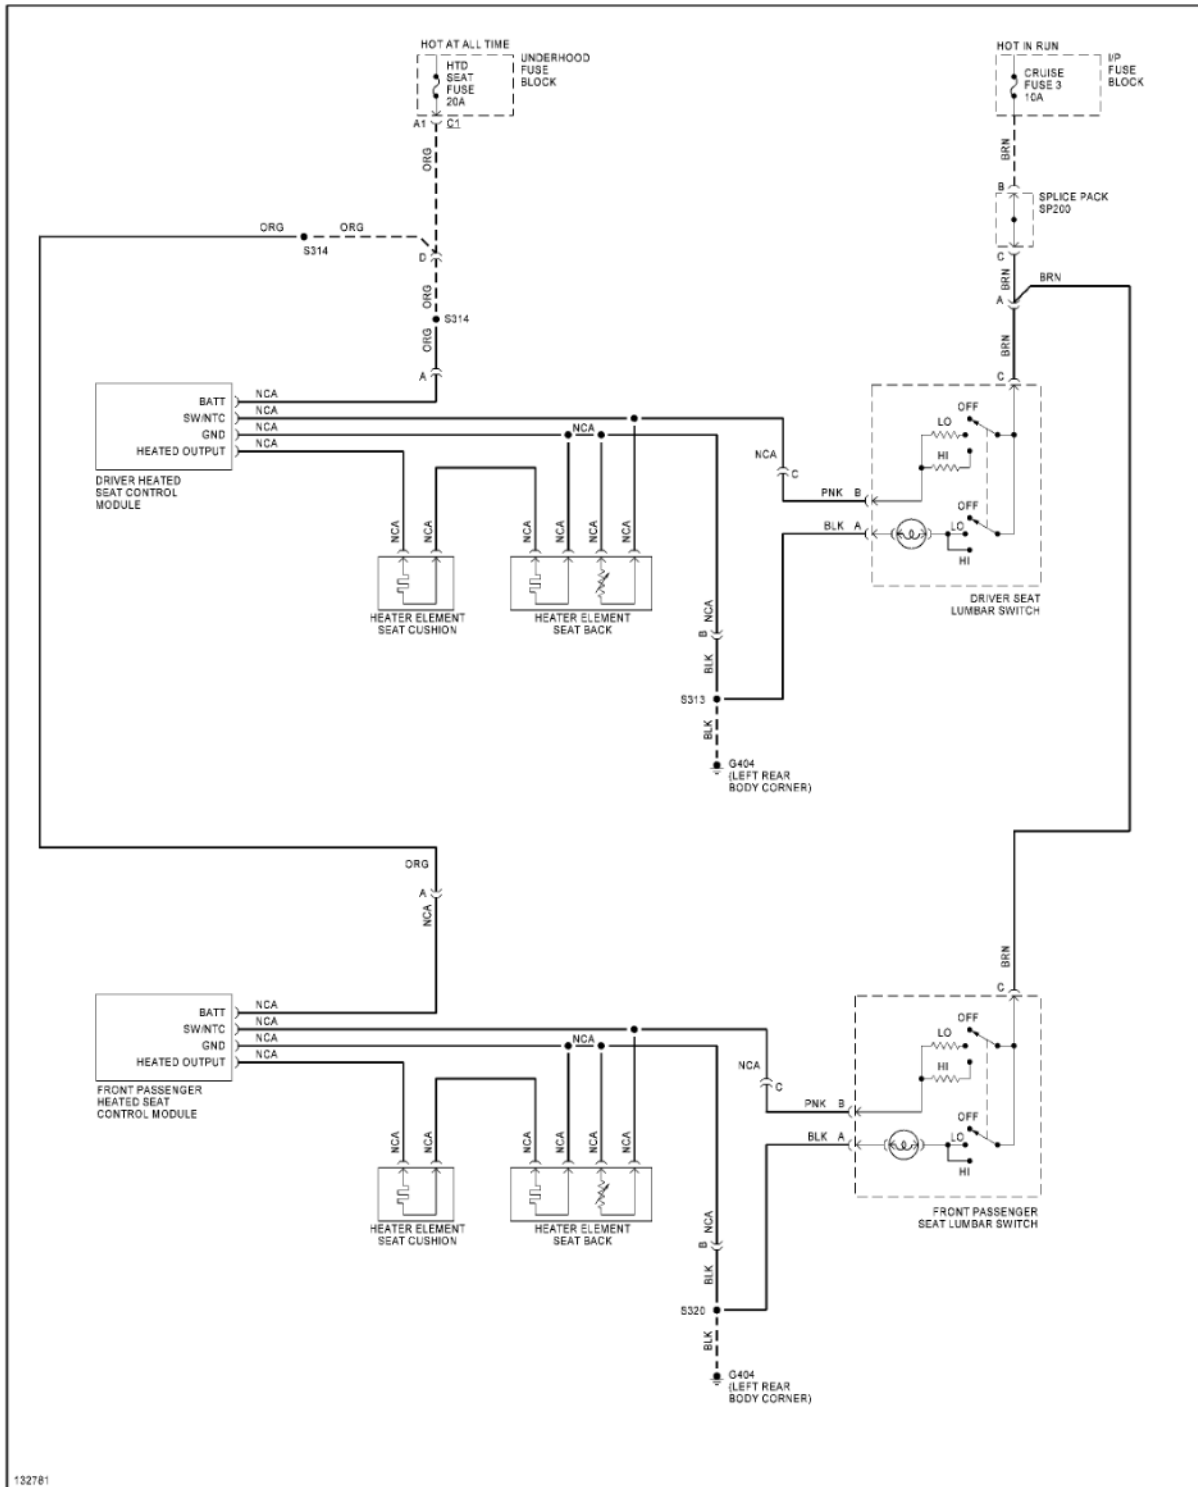 HOT AT ALL TIME
HTD
SEAT
FUSE
20A
UNDERHOOD
FUSE
BLOCK
A1
C1
ORG
HOT IN RUN
CRUISE
FUSE 3
10A
I/P
FUSE
BLOCK
BRN
B
SPLICE PACK
SP200
C
BRN
BRN
A
BRN
C
ORG
ORG
S314
D
ORG
S314
ORG
A
BATT
NCA
SW/NTC
NCA
GND
NCA
HEATED OUTPUT
NCA
DRIVER HEATED
SEAT CONTROL
MODULE
NCA
NCA
C
PNK B
BLK A
OFF
LO
HI
OFF
LO
HI
DRIVER SEAT
LUMBAR SWITCH
NCA
NCA
NCA
NCA
NCA
NCA
HEATER ELEMENT
SEAT CUSHION
HEATER ELEMENT
SEAT BACK
NCA
B
BLK
S313
BLK
G404
(LEFT REAR
BODY CORNER)
ORG
A
NCA
BRN
C
BATT
NCA
SW/NTC
NCA
GND
NCA
HEATED OUTPUT
NCA
FRONT PASSENGER
HEATED SEAT
CONTROL MODULE
NCA
NCA
C
PNK B
BLK A
OFF
LO
HI
OFF
LO
HI
FRONT PASSENGER
SEAT LUMBAR SWITCH
NCA
NCA
NCA
NCA
NCA
NCA
HEATER ELEMENT
SEAT CUSHION
HEATER ELEMENT
SEAT BACK
NCA
B
BLK
S320
BLK
G404
(LEFT REAR
BODY CORNER)
132781